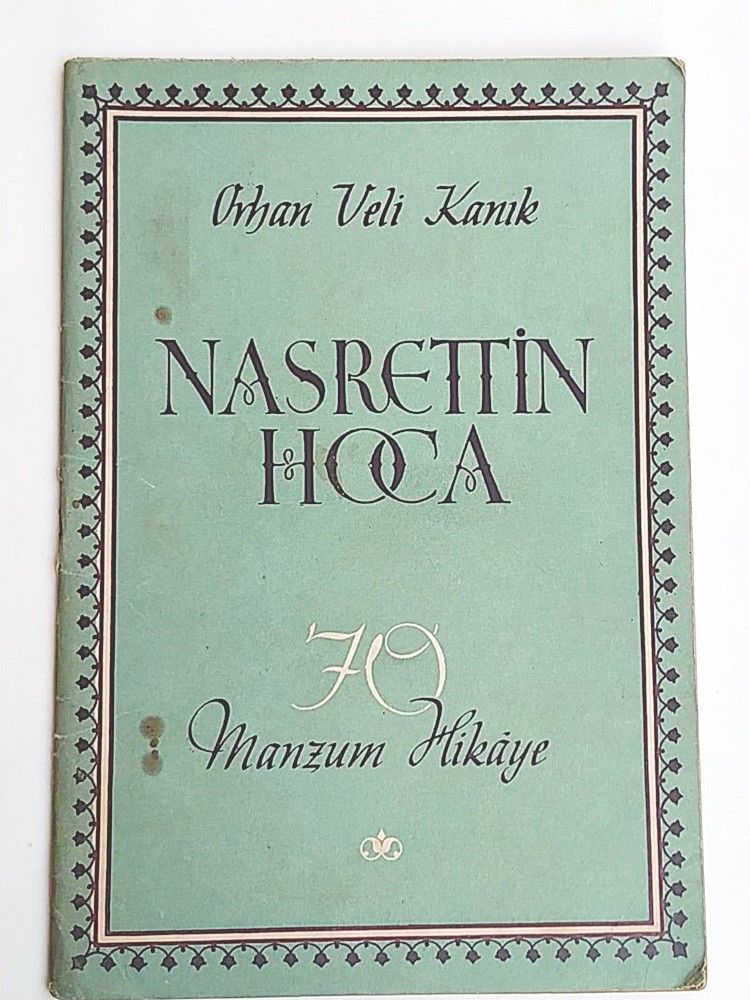 Orhan Veli Kanık
NASRETTİN
HOCA
70
Manzum Hikâye